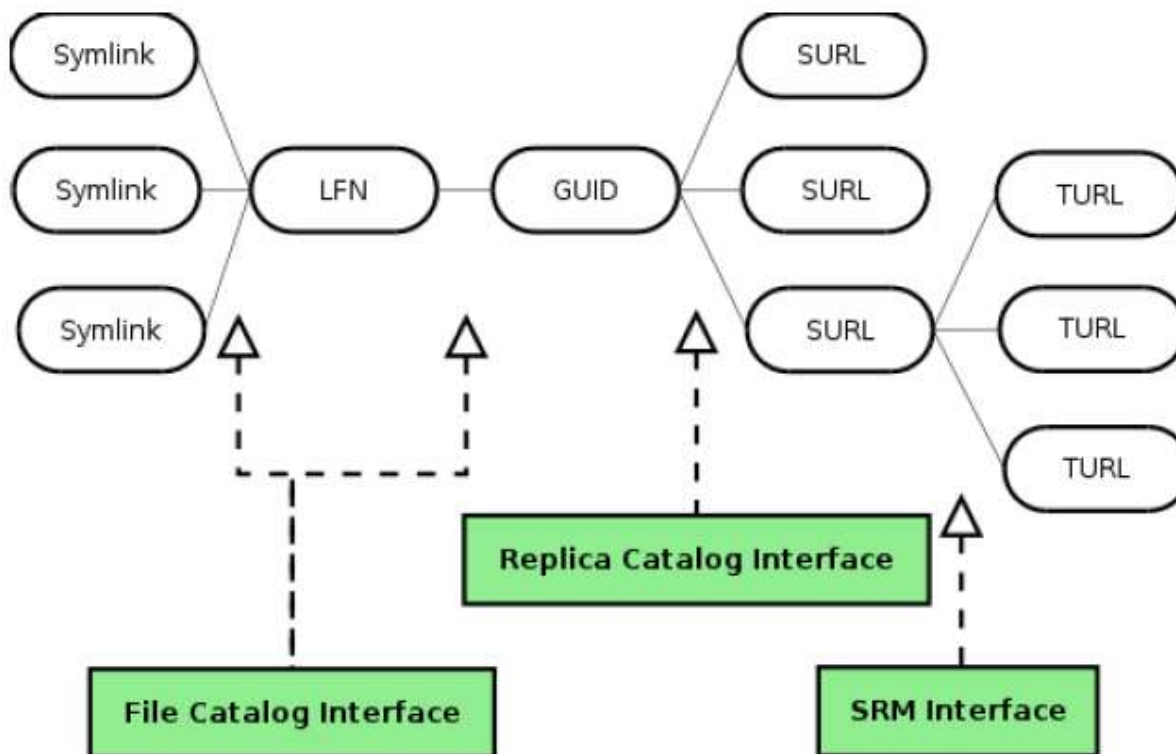 Symlink
SURL
Symlink
LFN
GUID
SURL
TURL
Symlink
SURL
TURL
TURL
Replica Catalog Interface
File Catalog Interface
SRM Interface